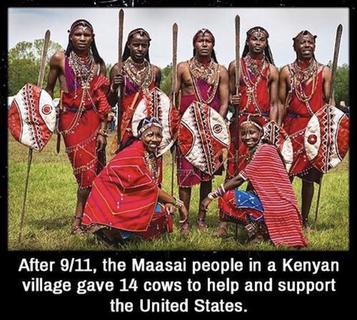 After 9/11, the Maasai people in a Kenyan
village gave 14 cows to help and support
the United States.